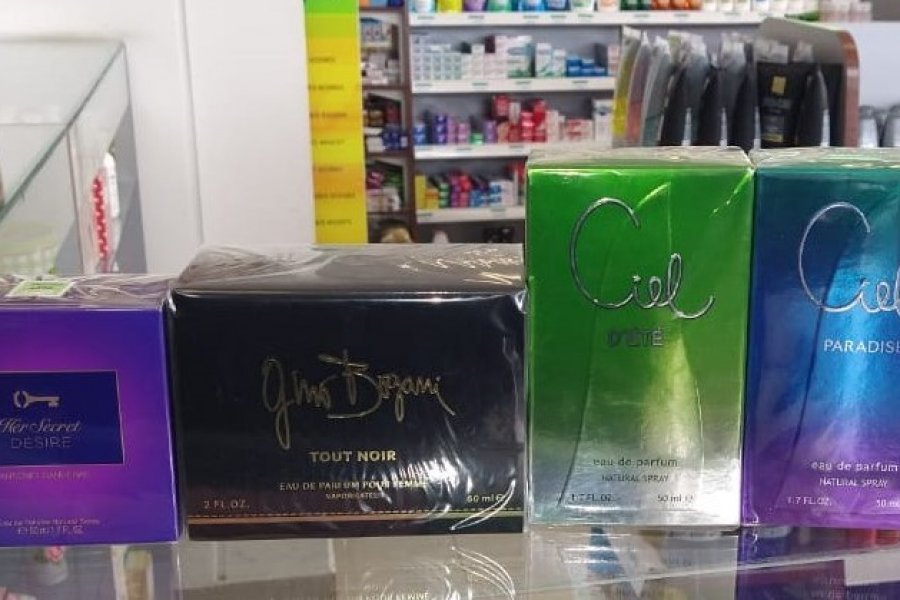 Her Secret
DESIRE
Gino Bogani
TOUT NOIR
EAU DE PARFUM POUR FEMME
VAPORISATEUR
2 FL.OZ.
60 ml e
Ciel
D'ÉTÉ
eau de parfum
NATURAL SPRAY
1.7 FL.OZ.
50 ml e
Ciel
PARADISE
eau de parfum
NATURAL SPRAY
1.7 FL.OZ.
50 m